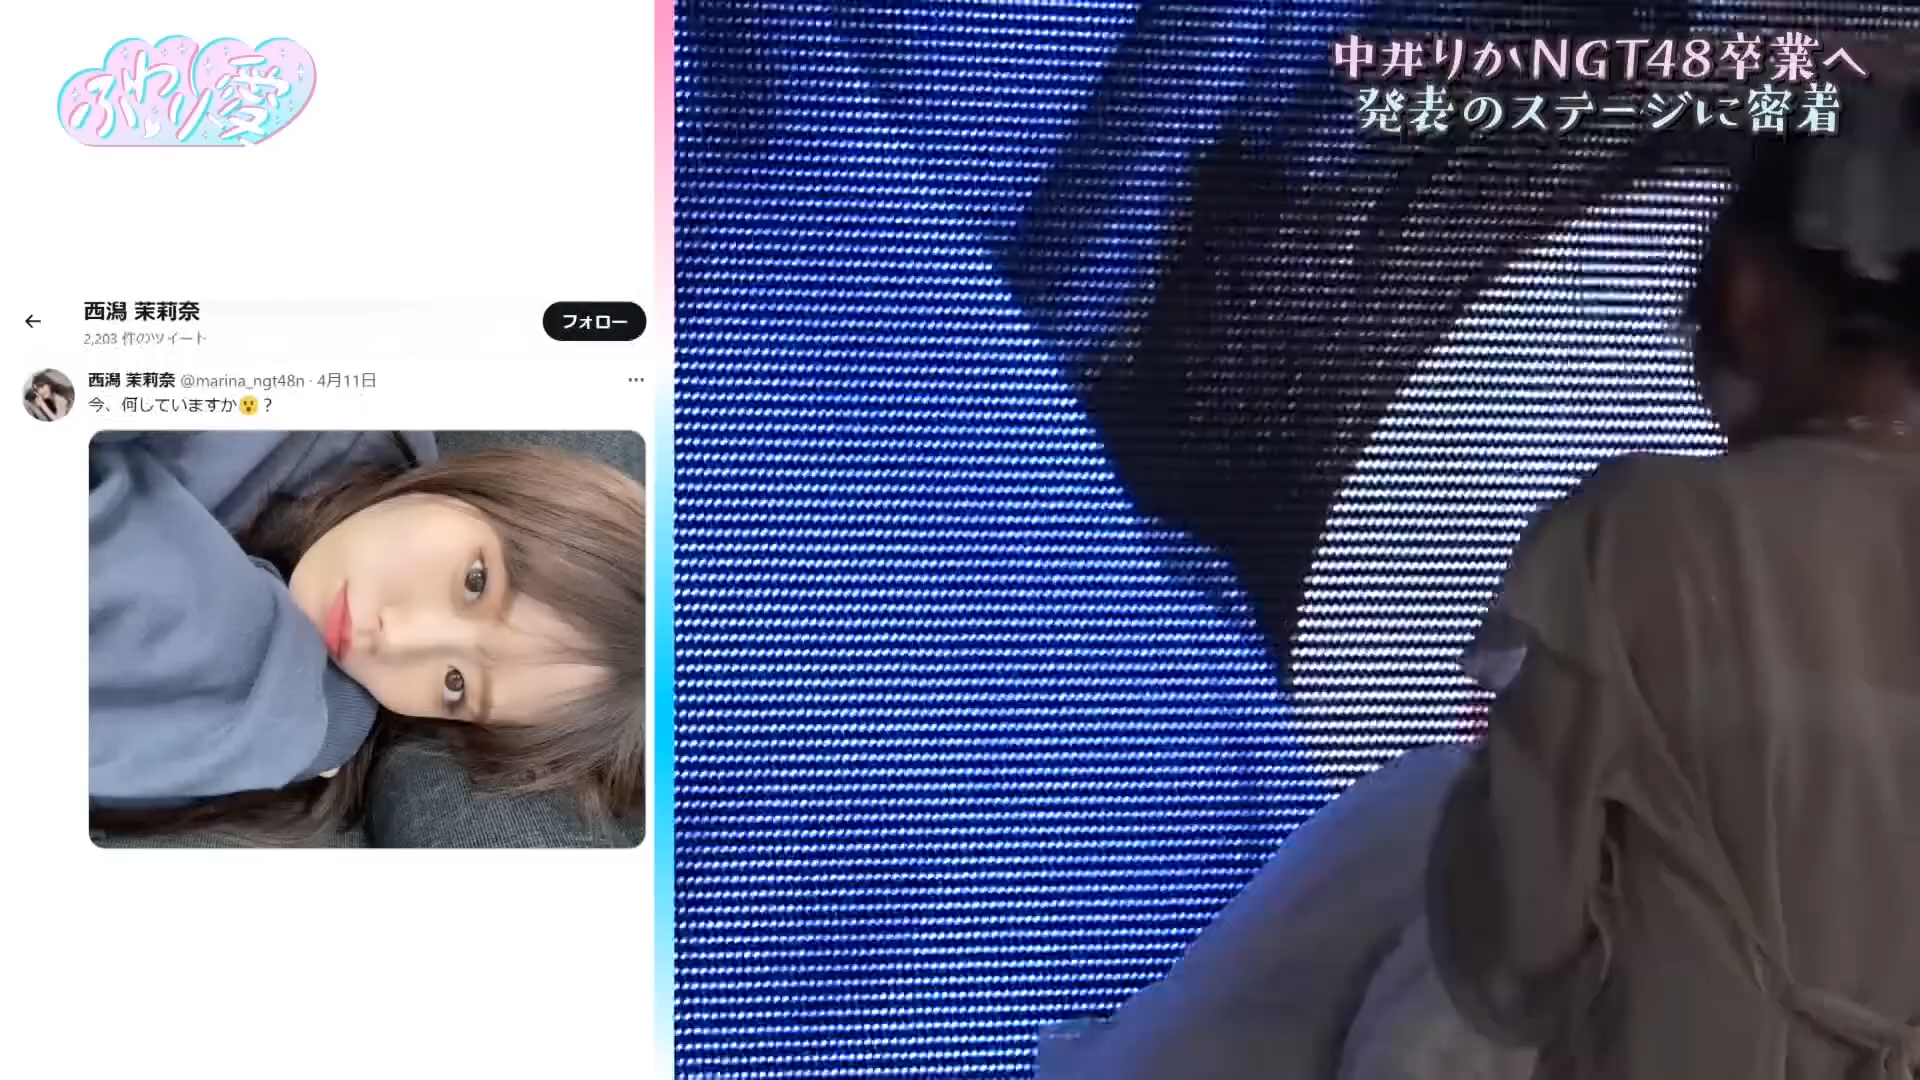 ふわり愛
中井りかNGT48卒業へ
発表のステージに密着
西潟 茉莉奈
2,203 件のツイート
フォロー
西潟 茉莉奈 @marina_ngt48n · 4月11日
今、何していますか😮？